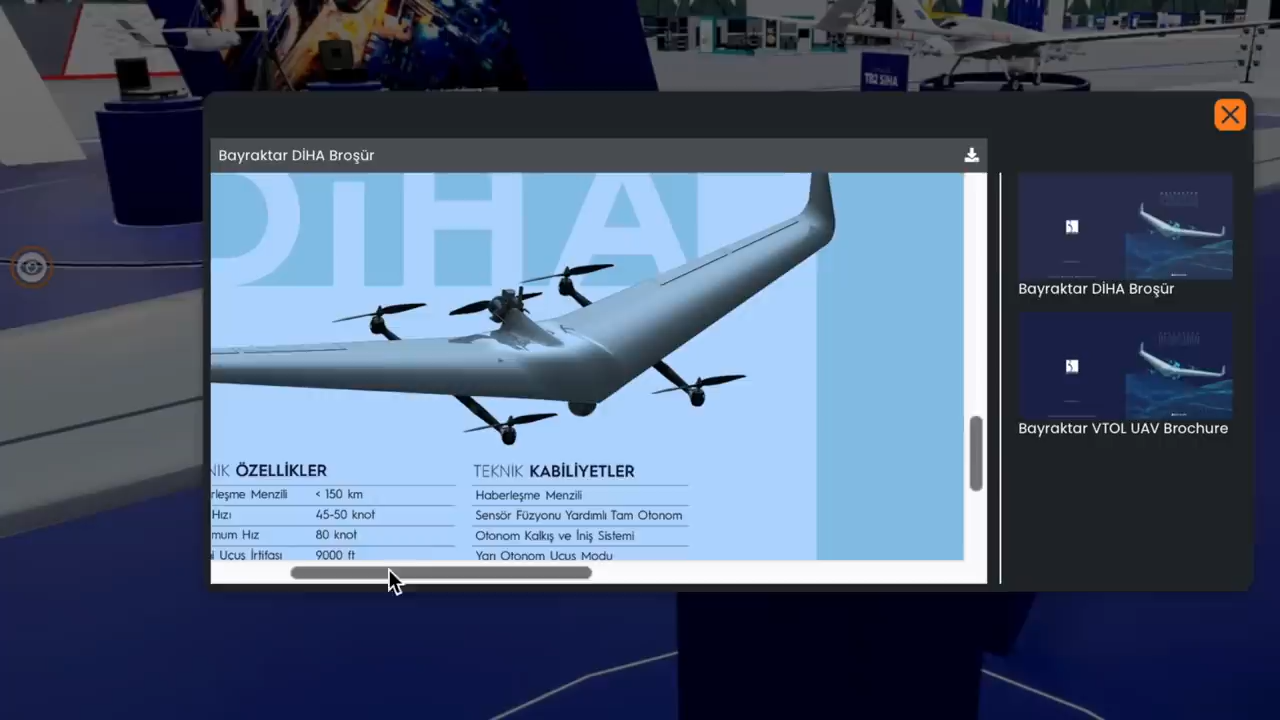 TB2 SİHA
Bayraktar DİHA Broşür
DİHA
NİK ÖZELLİKLER
rleşme Menzili < 150 km
Hızı 45-50 knot
mum Hız 80 knot
i Uçuş İrtifası 9000 ft
TEKNİK KABİLİYETLER
Haberleşme Menzili
Sensör Füzyonu Yardımlı Tam Otonom
Otonom Kalkış ve İniş Sistemi
Yarı Otonom Uçuş Modu
Bayraktar DİHA Broşür
Bayraktar VTOL UAV Brochure